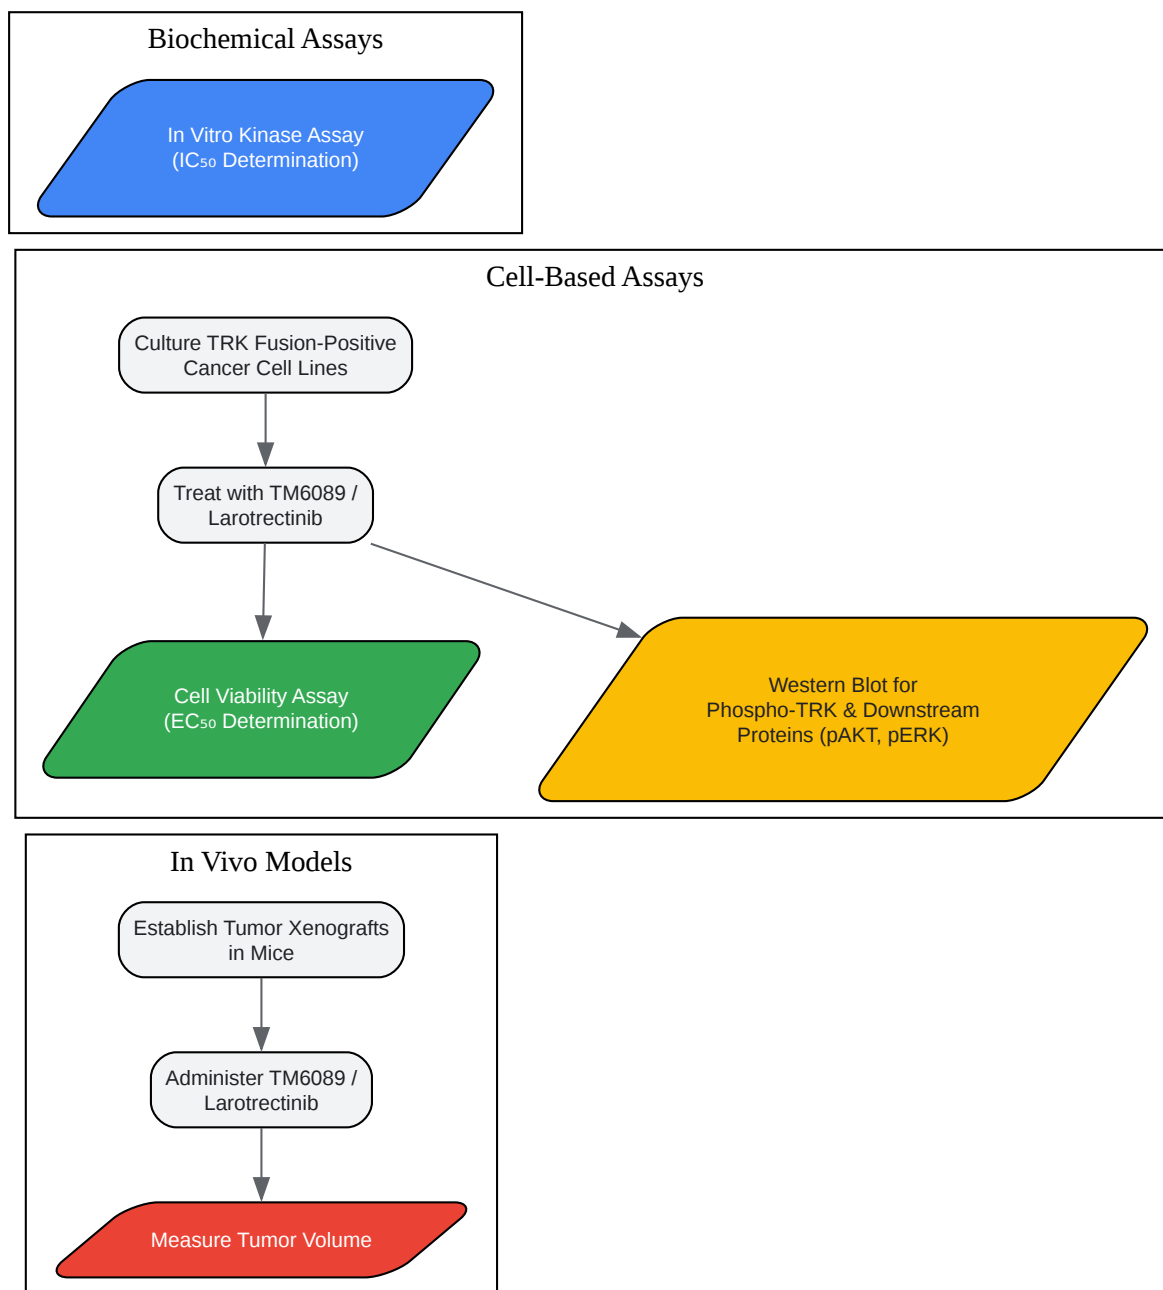 Biochemical Assays
In Vitro Kinase Assay
(IC₅₀ Determination)
Cell-Based Assays
Culture TRK Fusion-Positive
Cancer Cell Lines
Treat with TM6089 /
Larotrectinib
Cell Viability Assay
(EC₅₀ Determination)
Western Blot for
Phospho-TRK & Downstream
Proteins (pAKT, pERK)
In Vivo Models
Establish Tumor Xenografts
in Mice
Administer TM6089 /
Larotrectinib
Measure Tumor Volume